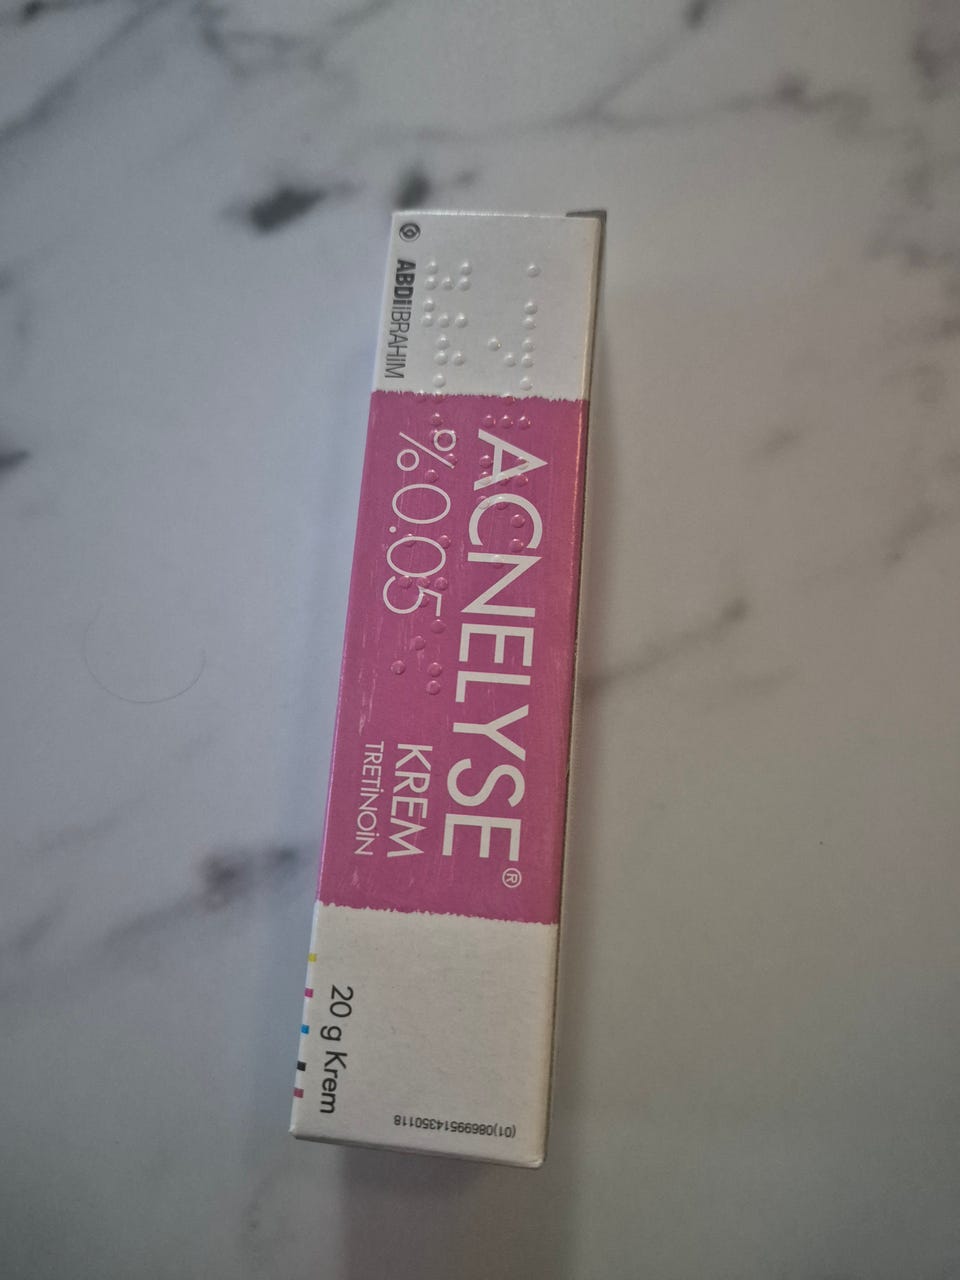 ABDİİBRAHİM
ACNELYSE®
%0.05
KREM
TRETİNOİN
20 g Krem
(01)08699514350118